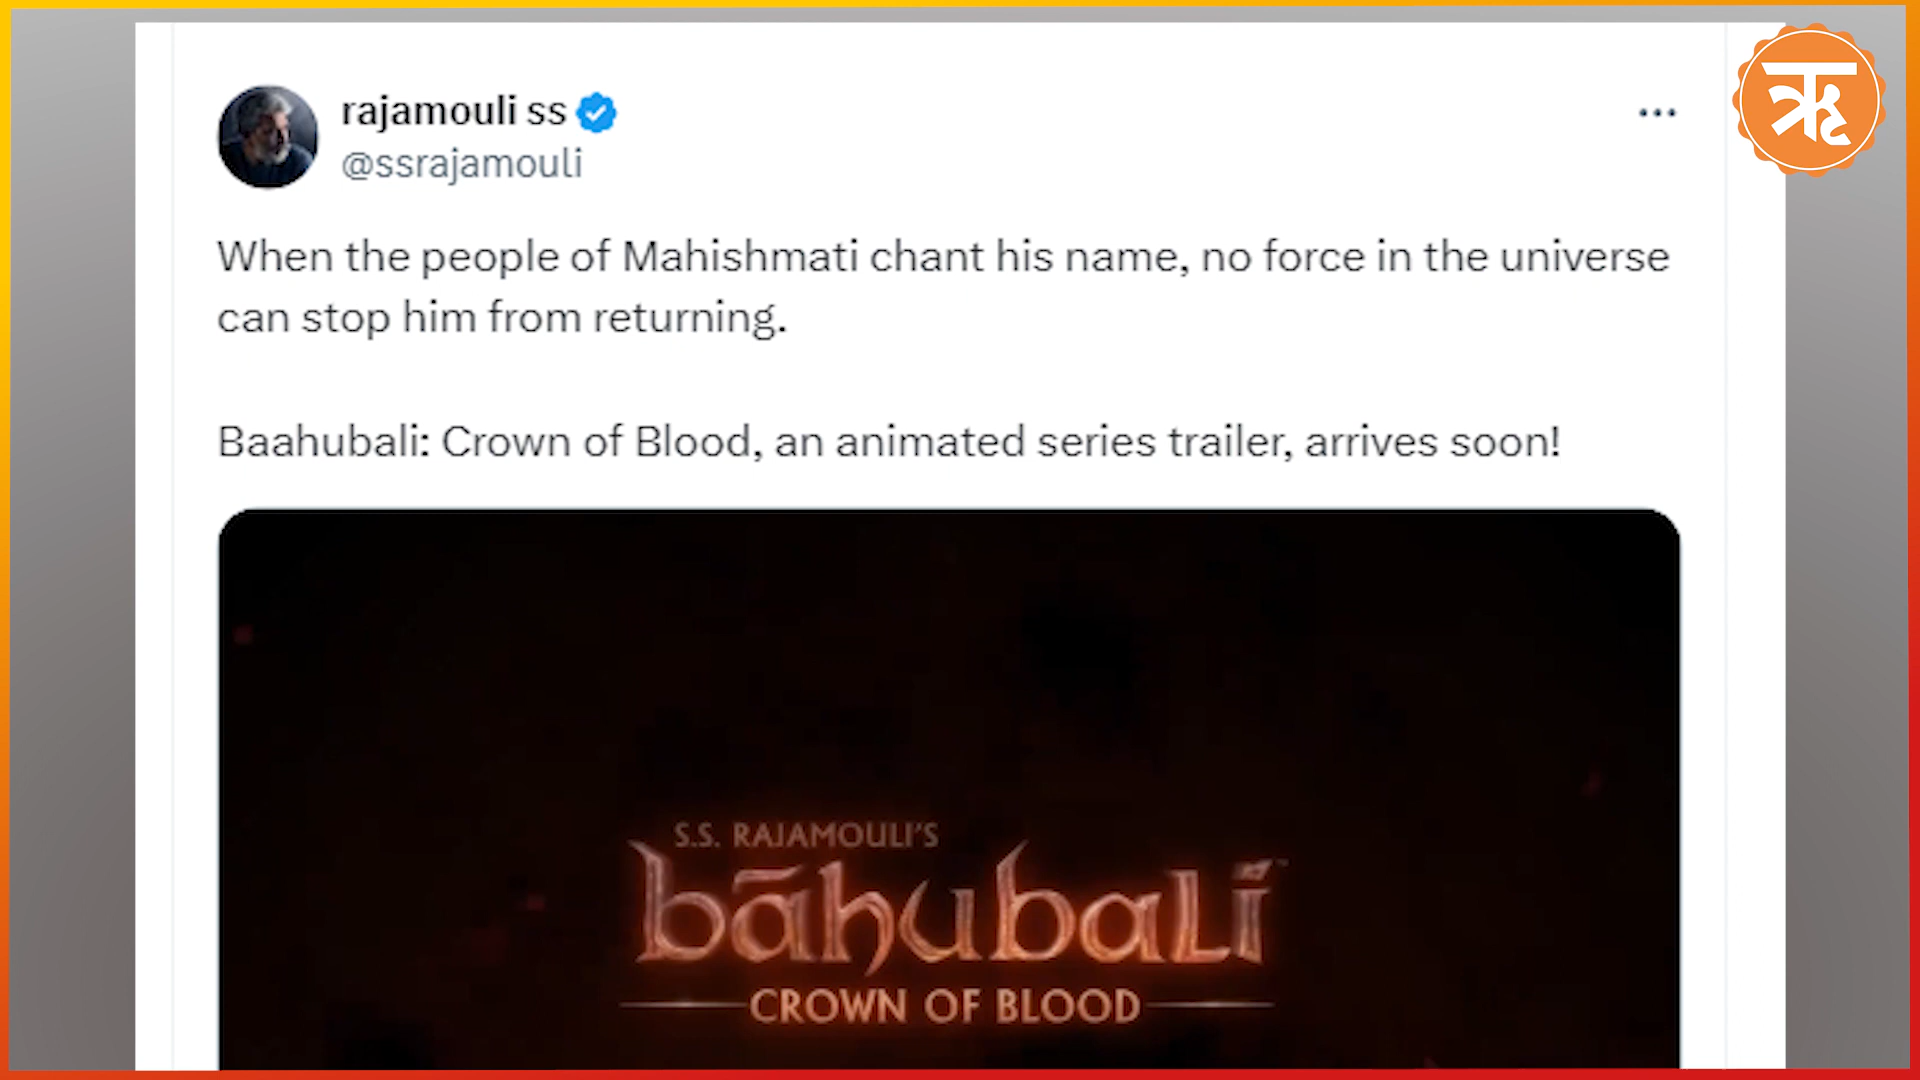 rajamouli ss
@ssrajamouli
ऋ
When the people of Mahishmati chant his name, no force in the universe
can stop him from returning.
Baahubali: Crown of Blood, an animated series trailer, arrives soon!
S.S. RAJAMOULI'S
bāhubali™
CROWN OF BLOOD